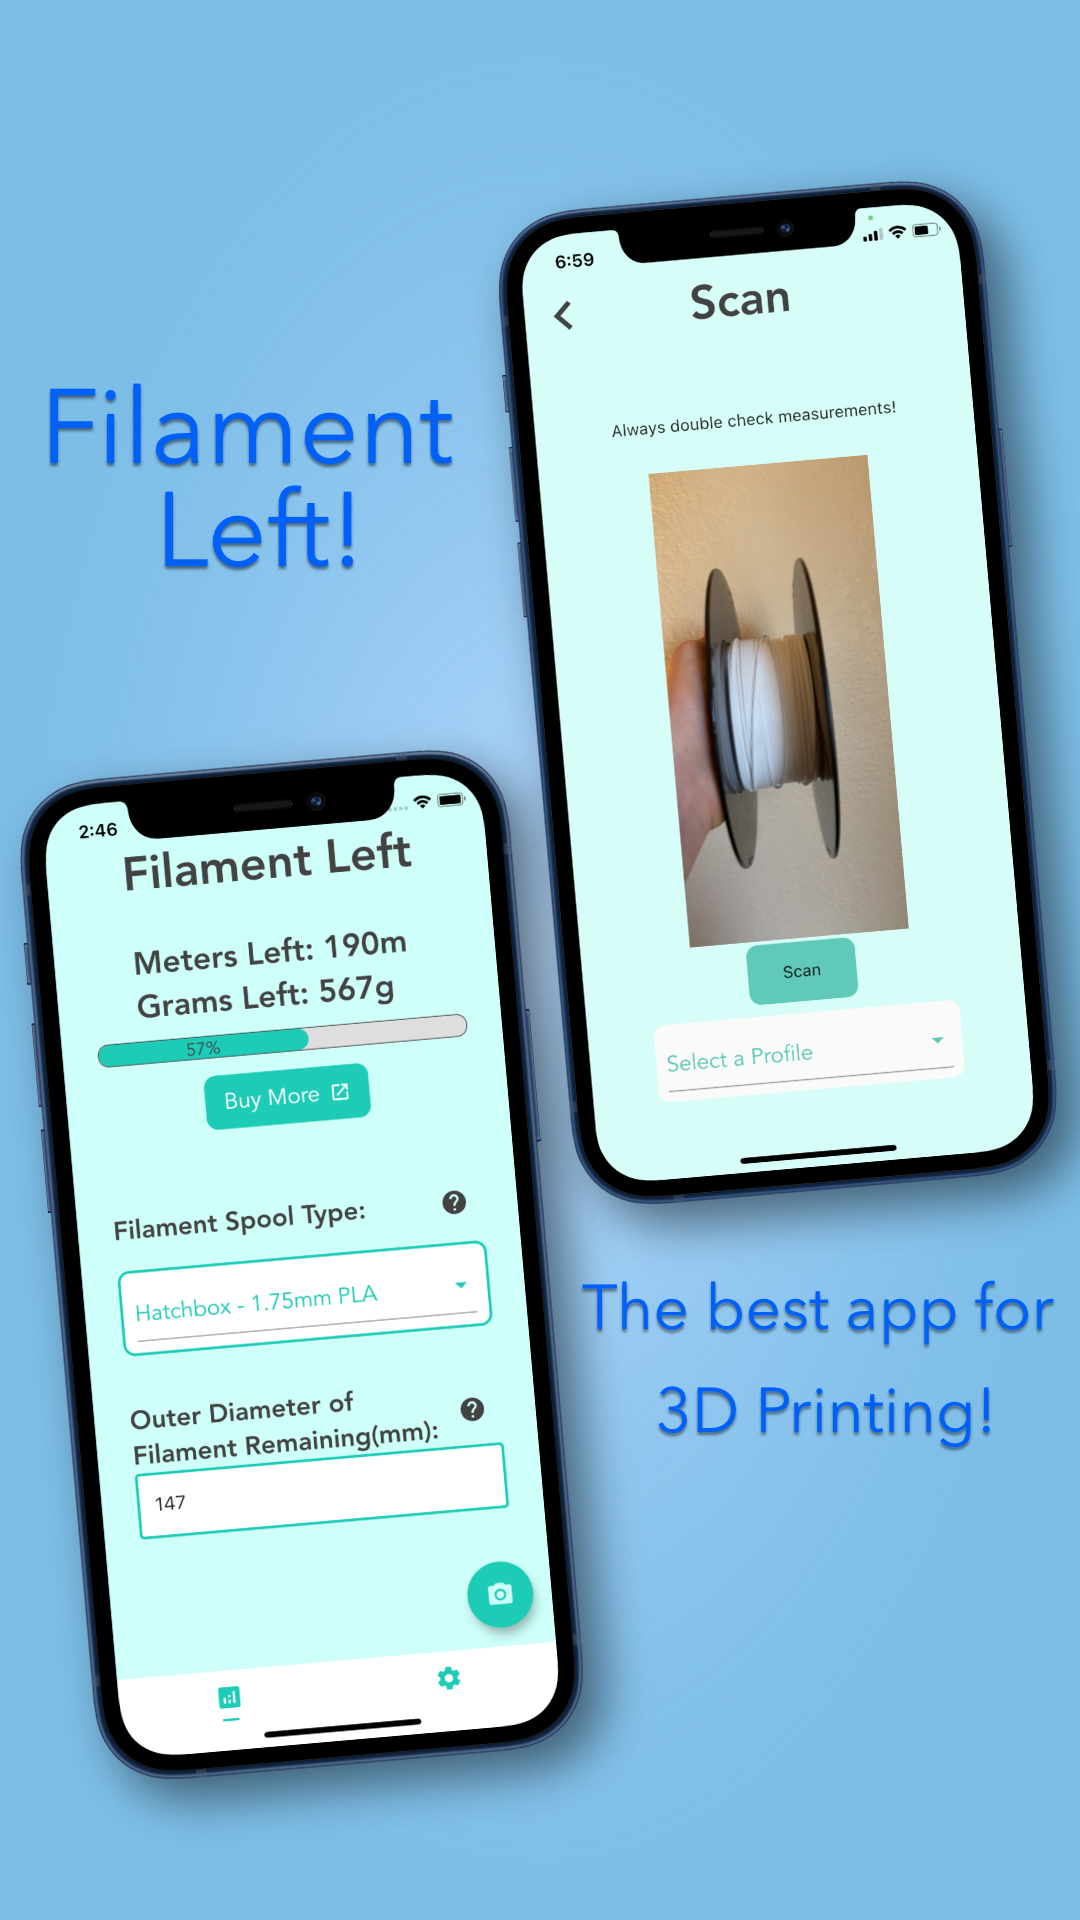 Filament
Left!
6:59
Scan
Always double check measurements!
Scan
Select a Profile
2:46
Filament Left
Meters Left: 190m
Grams Left: 567g
57%
Buy More
Filament Spool Type:
?
Hatchbox - 1.75mm PLA
Outer Diameter of
Filament Remaining(mm):
?
147
The best app for
3D Printing!